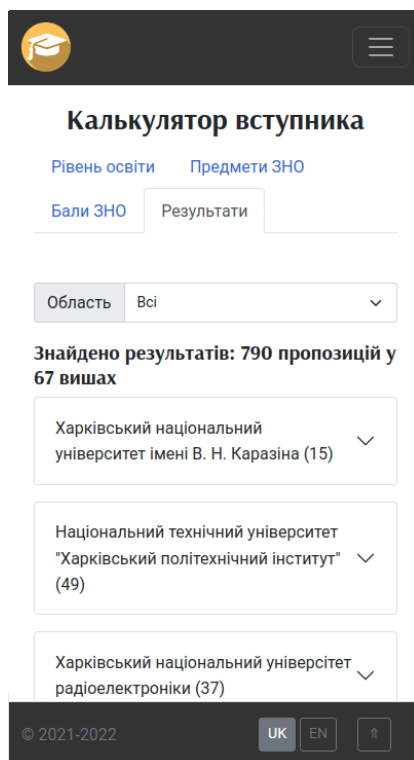 Калькулятор вступника
Рівень освіти Предмети ЗНО
Бали ЗНО Результати
Область Всі
Знайдено результатів: 790 пропозицій у
67 вишах
Харківський національний
університет імені В. Н. Каразіна (15)
Національний технічний університет
"Харківський політехнічний інститут"
(49)
Харківський національний універсітет
радіоелектроніки (37)
© 2021-2022 UK EN ⇑